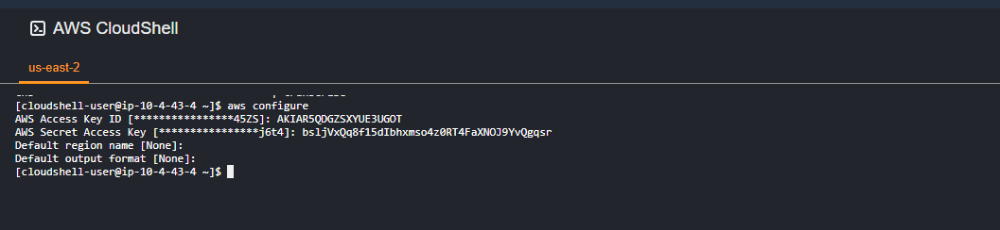 AWS CloudShell
us-east-2
[cloudshell-user@ip-10-4-43-4 ~]$ aws configure
AWS Access Key ID [****************45ZS]: AKIAR5QDGZSXYUE3UGOT
AWS Secret Access Key [****************j6t4]: 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
Default region name [None]:
Default output format [None]:
[cloudshell-user@ip-10-4-43-4 ~]$